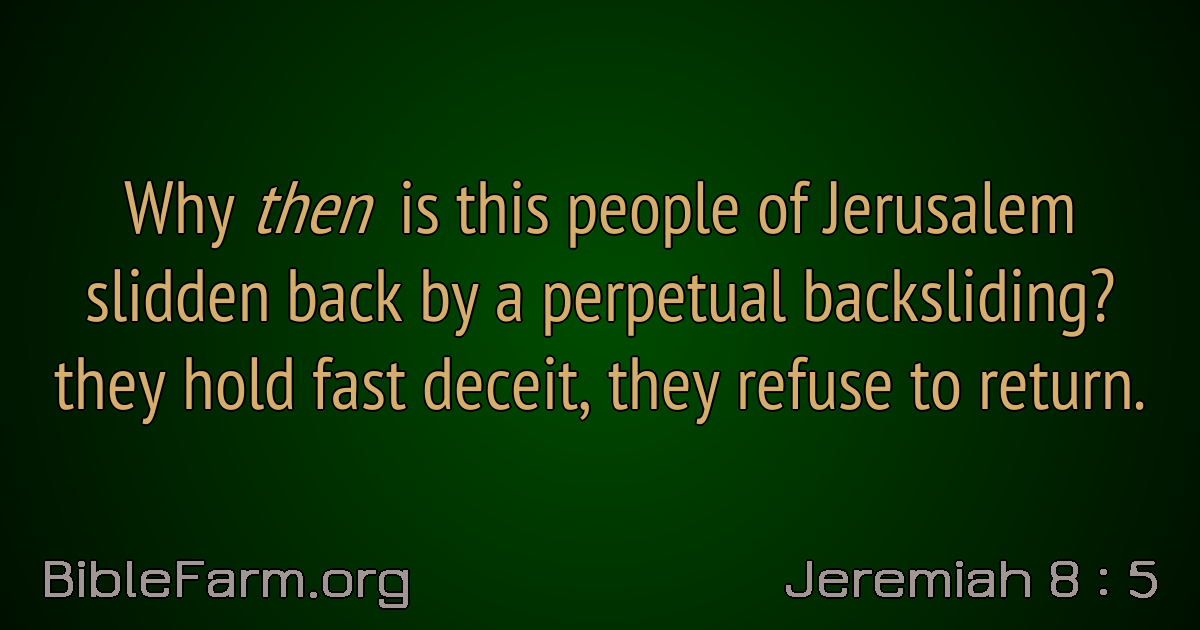 Why then is this people of Jerusalem
slidden back by a perpetual backsliding?
they hold fast deceit, they refuse to return.
BibleFarm.org
Jeremiah 8 : 5